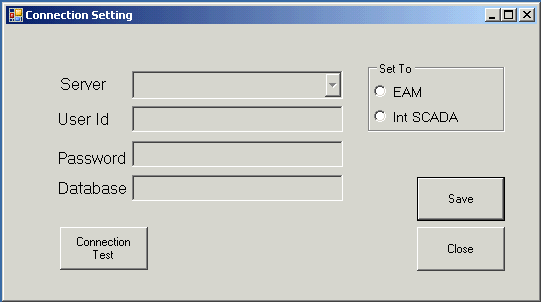 Connection Setting
Server
User Id
Password
Database
Set To
EAM
Int SCADA
Connection
Test
Save
Close